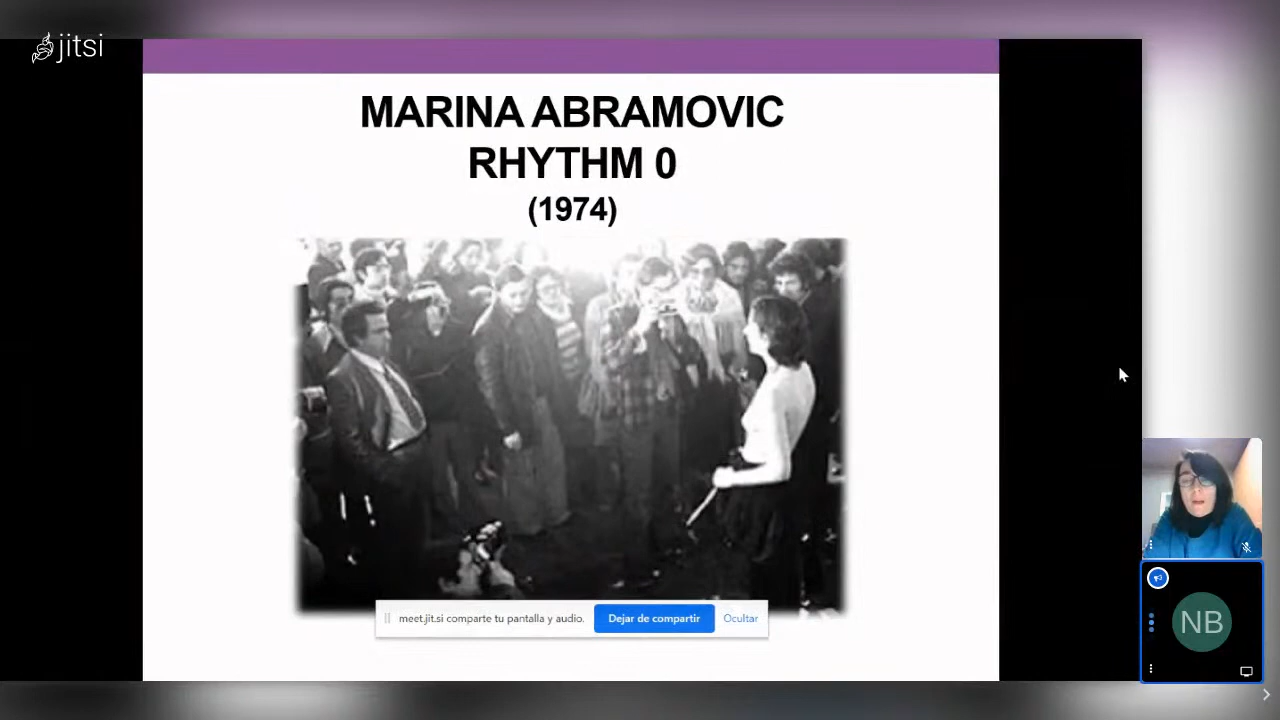 jitsi
MARINA ABRAMOVIC
RHYTHM 0
(1974)
meet.jit.si comparte tu pantalla y audio. Dejar de compartir Ocultar
NB